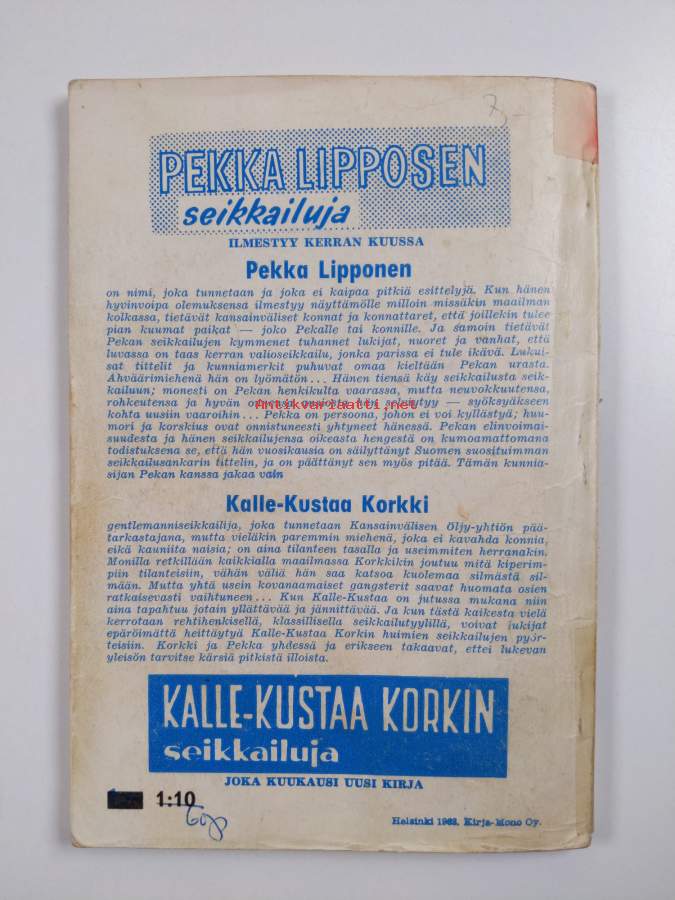 PEKKA LIPPOSEN
seikkailuja
ILMESTYY KERRAN KUUSSA
Pekka Lipponen
on nimi, joka tunnetaan ja joka ei kaipaa pitkiä esittelyjä. Kun hänen
hyvinvoipa olemuksensa ilmestyy näyttämölle milloin missäkin maailman
kolkassa, tietävät kansainväliset konnat ja konnattaret, että joillekin tulee
pian kuumat paikat — joko Pekalle tai konnille. Ja samoin tietävät
Pekan seikkailujen kymmenet tuhannet lukijat, nuoret ja vanhat, että
luvassa on taas kerran valioseikkailu, jonka parissa ei tule ikävä. Lukui-
sat tittelit ja kunniamerkit puhuvat omaa kieltään Pekan urasta.
Ahväärimiehenä hän on lyömätön... Hänen tiensä käy seikkailusta seik-
kailuun; monesti on Pekan henkikulta vaarassa, mutta neuvokkuutensa,
rohkeutensa ja hyvän onnensa ansiosta hän selviytyy — syöksyäkseen
Antikvariaatti.net
kohta uusiin vaaroihin... Pekka on persoona, johon ei voi kyllästyä; huu-
mori ja korskius ovat onnistuneesti yhtyneet hänessä. Pekan elinvoimai-
suudesta ja hänen seikkailujensa oikeasta hengestä on kumoamattomana
todistuksena se, että hän vuosikausia on säilyttänyt Suomen suosituimman
seikkailusankarin tittelin, ja on päättänyt sen myös pitää. Tämän kunnia-
sijan Pekan kanssa jakaa vain
Kalle-Kustaa Korkki
gentlemanniseikkailija, joka tunnetaan Kansainvälisen öljy-yhtiön pää-
tarkastajana, mutta vieläkin paremmin miehenä, joka ei kavahda konnia,
eikä kauniita naisia; on aina tilanteen tasalla ja useimmiten herranakin.
Monilla retkillään kaikkialla maailmassa Korkkikin joutuu mitä kiperim-
piin tilanteisiin, vähän väliä hän saa katsoa kuolemaa silmästä sil-
mään. Mutta yhtä usein kovanaamaiset gangsterit saavat huomata osien
ratkaisevasti vaihtuneen... Kun Kalle-Kustaa on jutussa mukana niin
aina tapahtuu jotain yllättävää ja jännittävää. Ja kun tästä kaikesta vielä
kerrotaan rehtihenkisellä, klassillisella seikkailutyylillä, voivat lukijat
epäröimättä heittäytyä Kalle-Kustaa Korkin huimien seikkailujen pyör-
teisiin. Korkki ja Pekka yhdessä ja erikseen takaavat, ettei lukevan
yleisön tarvitse kärsiä pitkistä illoista.
KALLE-KUSTAA KORKIN
seikkailuja
JOKA KUUKAUSI UUSI KIRJA
1:10
Helsinki 1963. Kirja-Mono Oy.